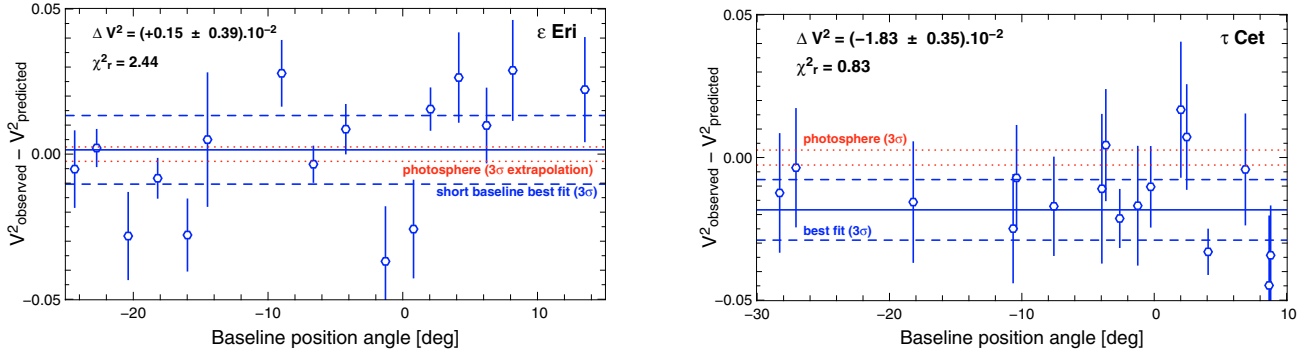 0.05
Δ V² = (+0.15 ± 0.39).10⁻²
ε Eri
χ²r = 2.44
V²observed − V²predicted
0.00
photosphere (3σ extrapolation)
short baseline best fit (3σ)
−0.05
−20 −10 0 10
Baseline position angle [deg]
0.05
Δ V² = (−1.83 ± 0.35).10⁻²
τ Cet
χ²r = 0.83
V²observed − V²predicted
photosphere (3σ)
0.00
best fit (3σ)
−0.05
−30 −20 −10 0 10
Baseline position angle [deg]